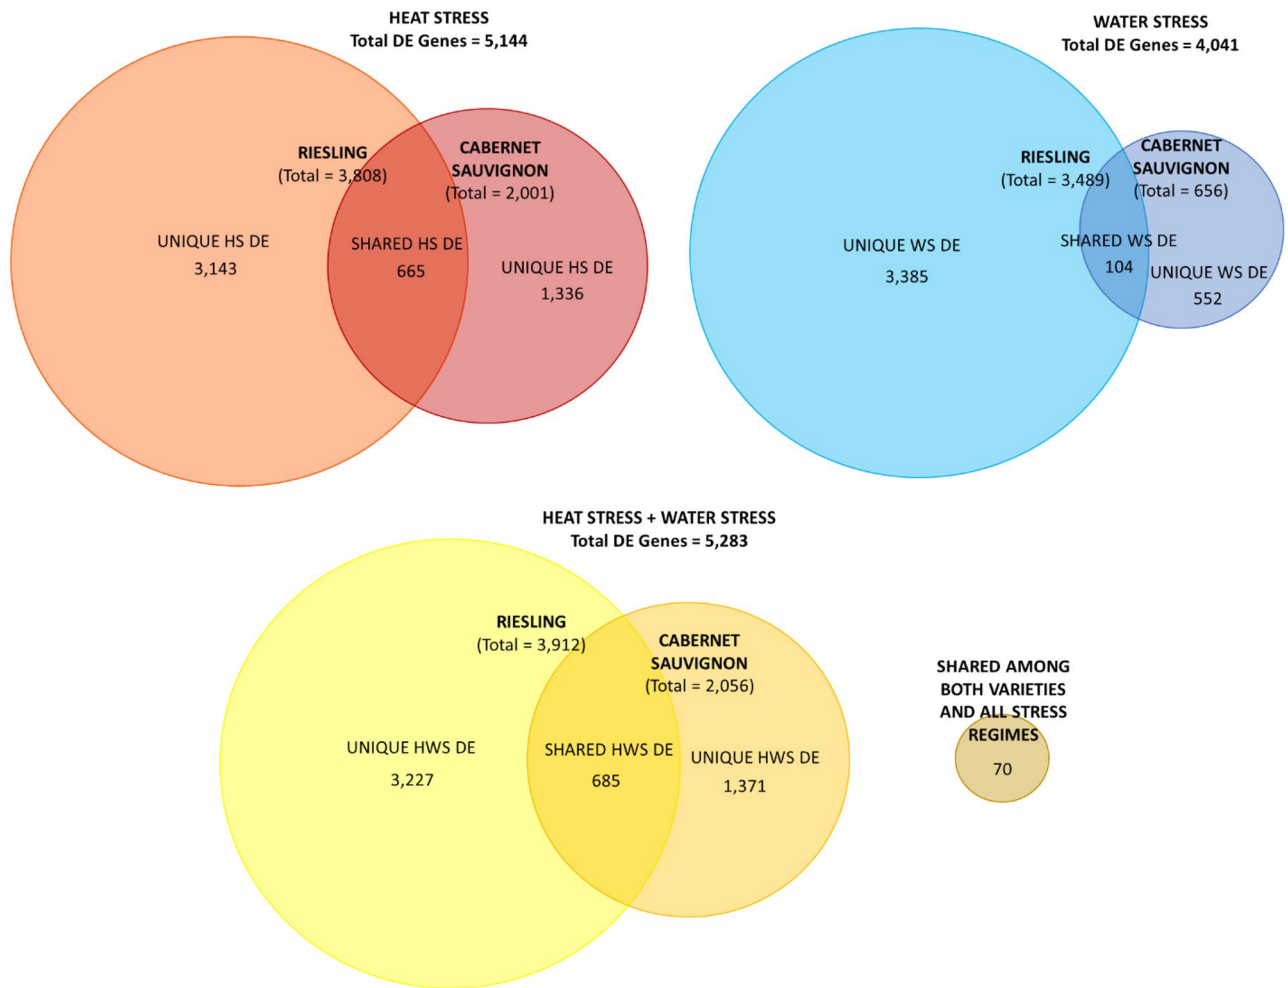 HEAT STRESS
Total DE Genes = 5,144
RIESLING
(Total = 3,808)
CABERNET
SAUVIGNON
(Total = 2,001)
UNIQUE HS DE
3,143
SHARED HS DE
665
UNIQUE HS DE
1,336
WATER STRESS
Total DE Genes = 4,041
RIESLING
(Total = 3,489)
CABERNET
SAUVIGNON
(Total = 656)
UNIQUE WS DE
3,385
SHARED WS DE
104
UNIQUE WS DE
552
HEAT STRESS + WATER STRESS
Total DE Genes = 5,283
RIESLING
(Total = 3,912)
CABERNET
SAUVIGNON
(Total = 2,056)
UNIQUE HWS DE
3,227
SHARED HWS DE
685
UNIQUE HWS DE
1,371
SHARED AMONG
BOTH VARIETIES
AND ALL STRESS
REGIMES
70